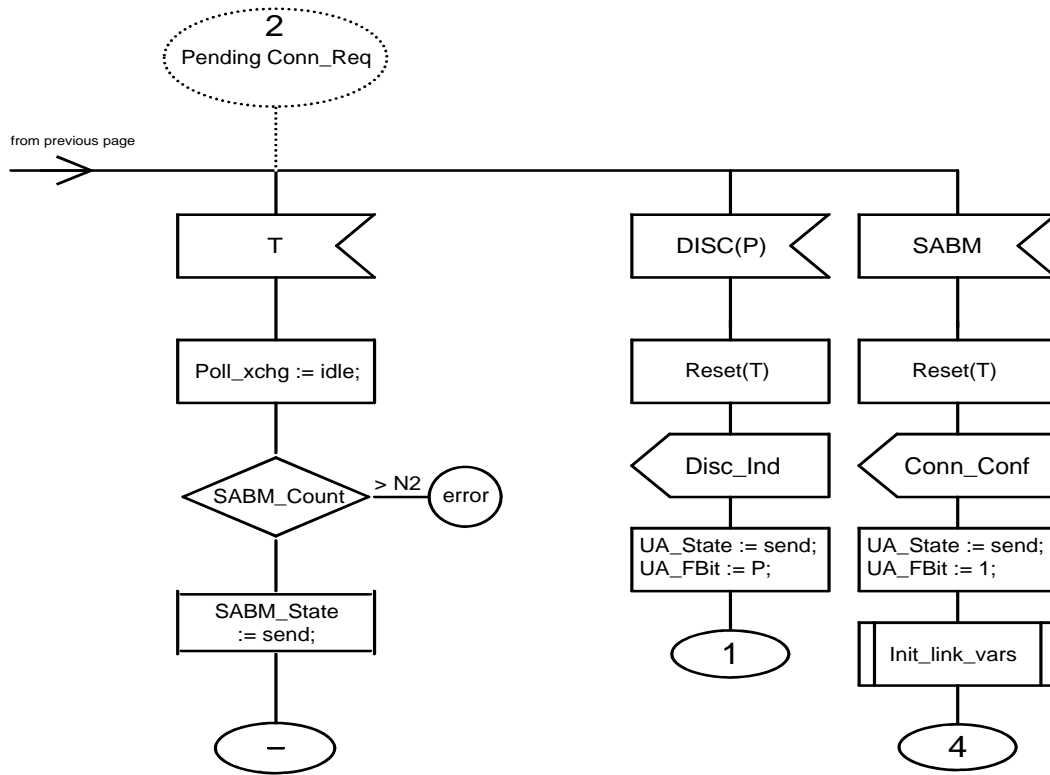 2
Pending Conn_Req
from previous page
T
DISC(P)
SABM
Poll_xchg := idle;
Reset(T)
Reset(T)
SABM_Count
> N2
error
Disc_Ind
Conn_Conf
UA_State := send;
UA_FBit := P;
UA_State := send;
UA_FBit := 1;
SABM_State
:= send;
1
Init_link_vars
–
4